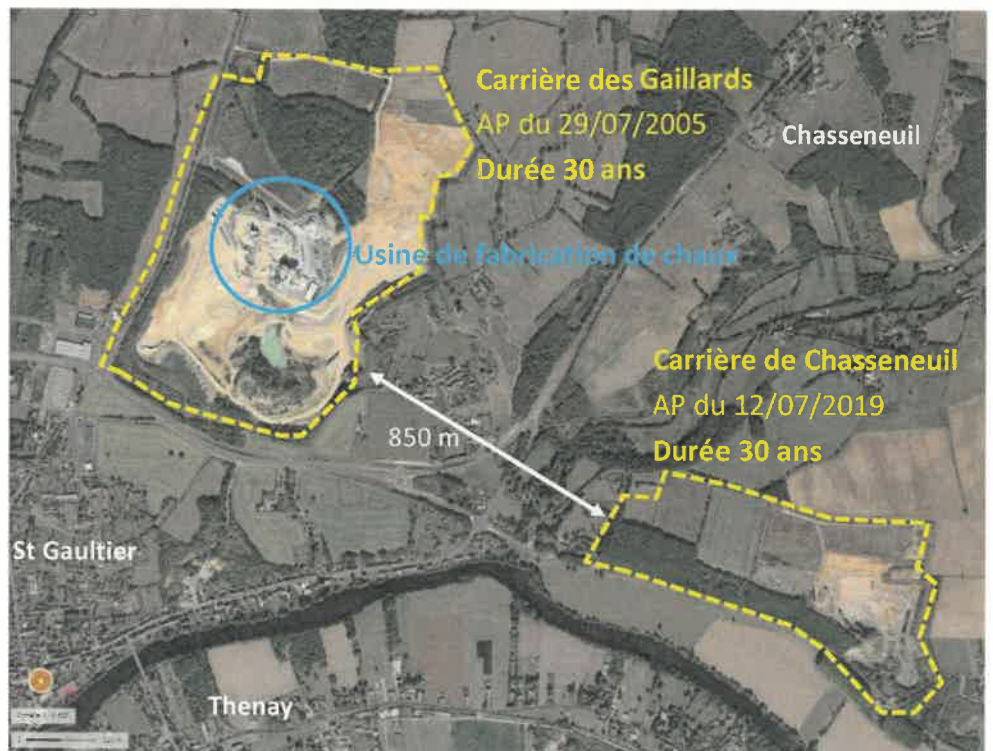 Carrière des Gaillards
AP du 29/07/2005
Durée 30 ans
Chasseneuil
Usine de fabrication de chaux
Carrière de Chasseneuil
AP du 12/07/2019
Durée 30 ans
850 m
St Gaultier
Thenay